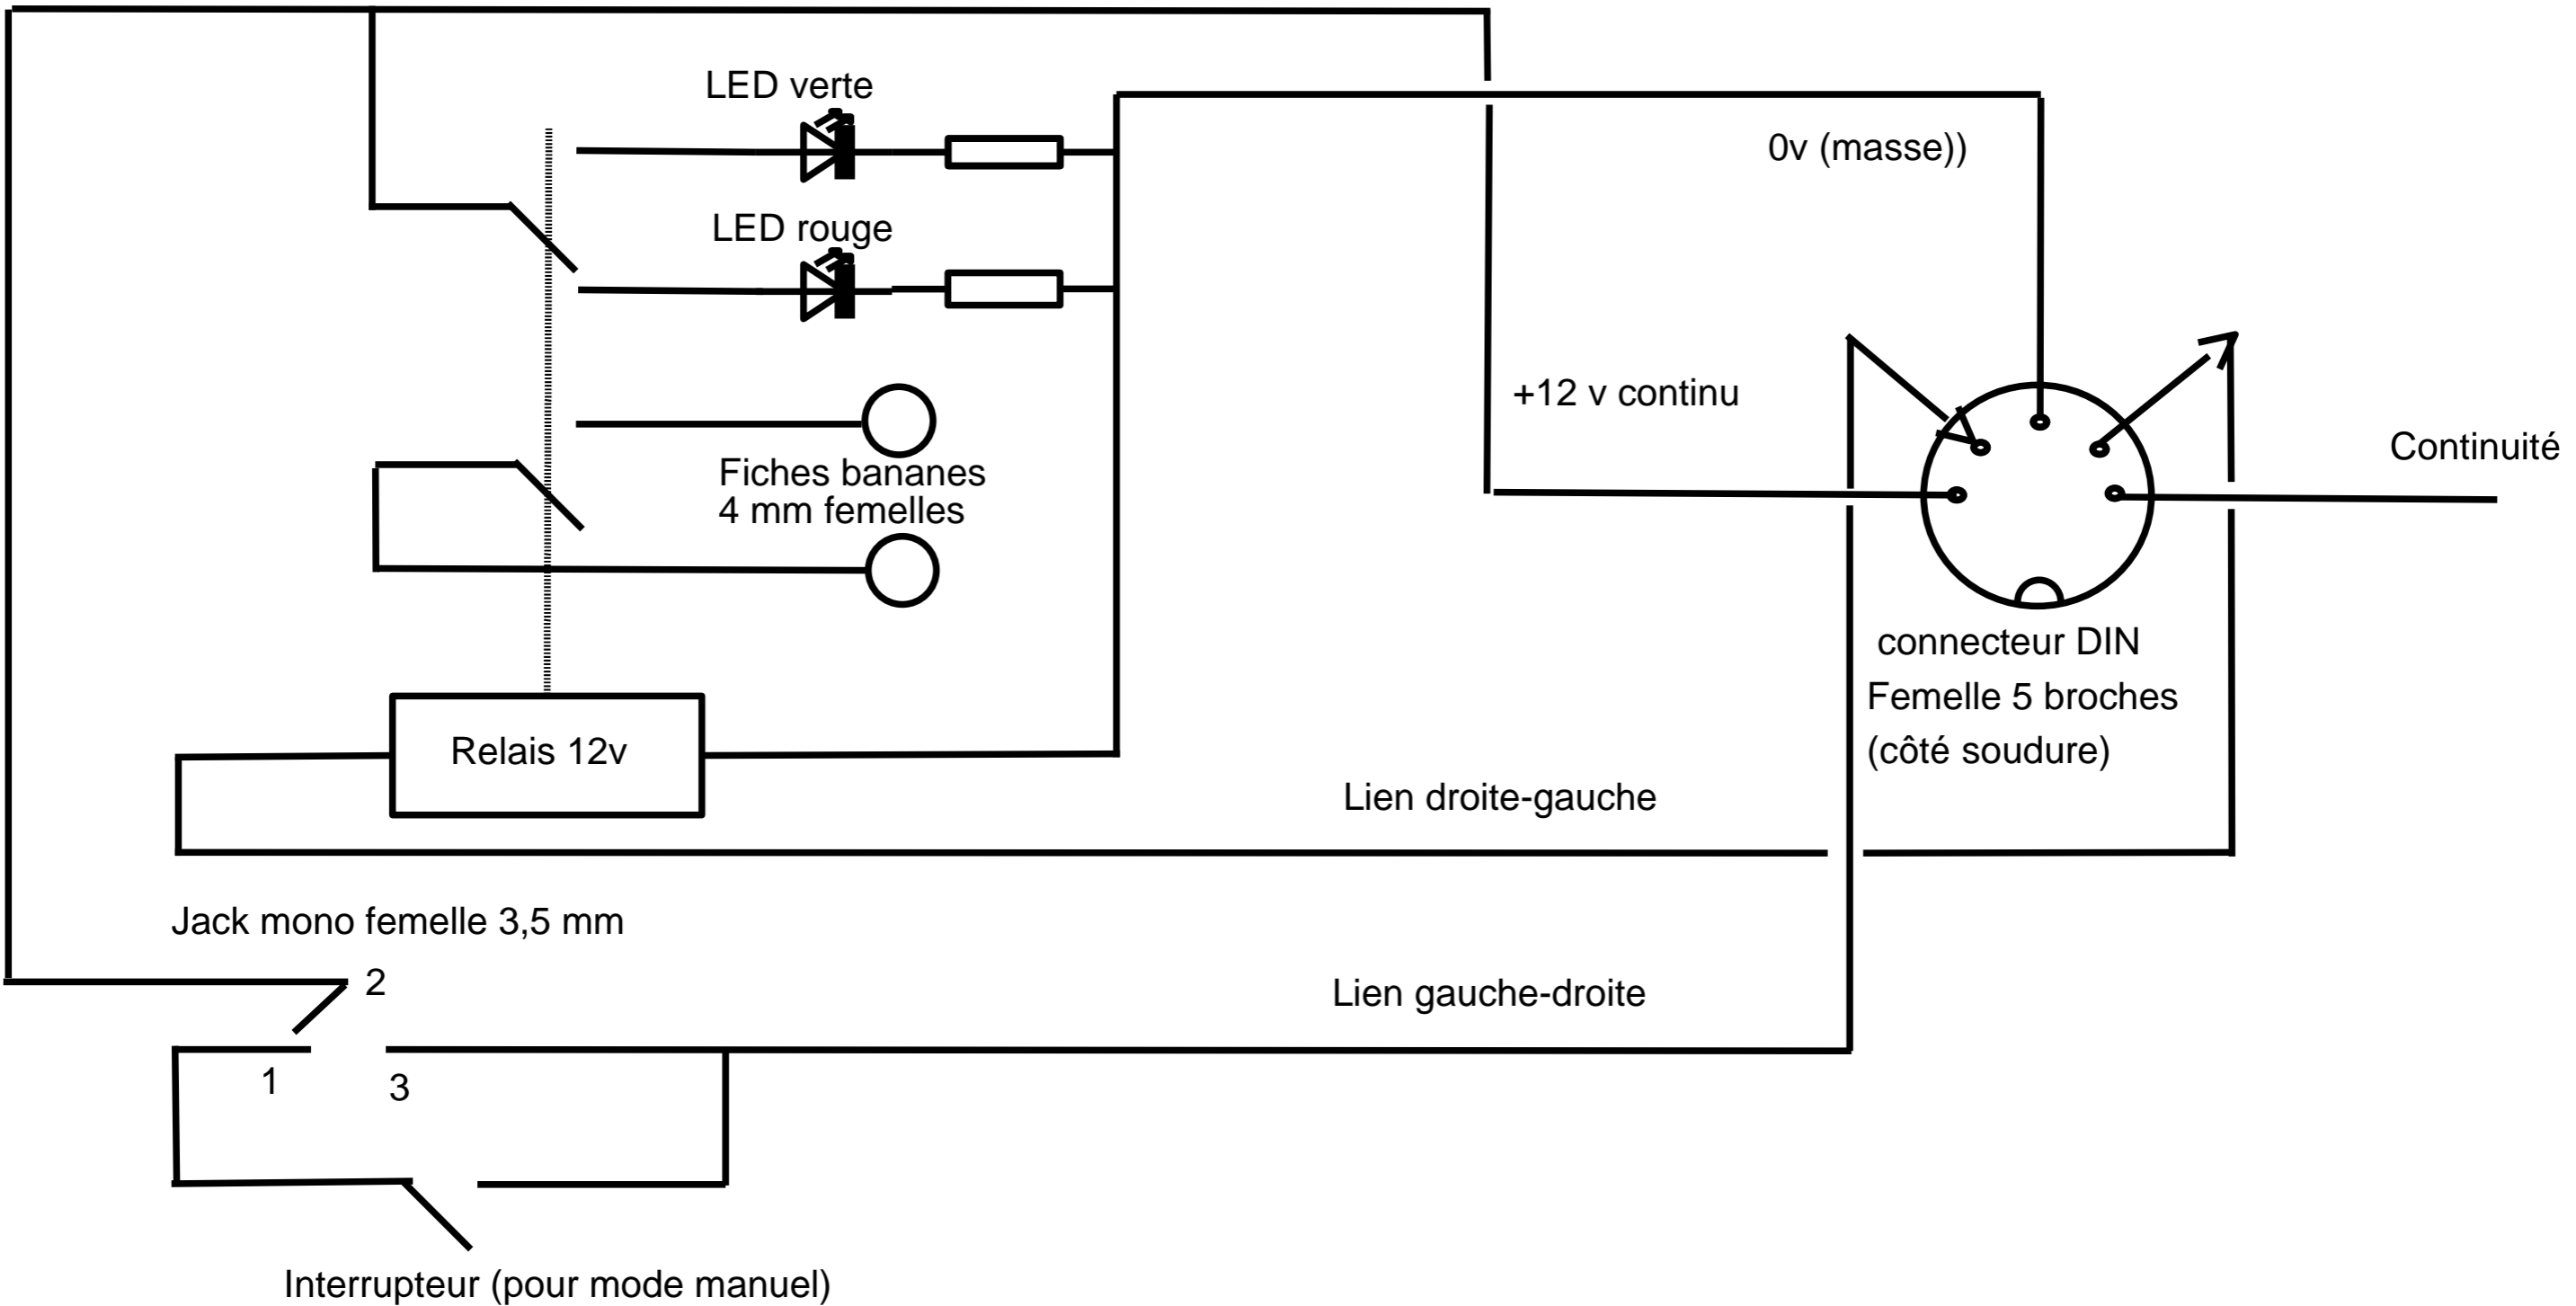 LED verte
0v (masse))
LED rouge
+12 v continu
Continuité
Fiches bananes
4 mm femelles
connecteur DIN
Femelle 5 broches
(côté soudure)
Relais 12v
Lien droite-gauche
Jack mono femelle 3,5 mm
2
Lien gauche-droite
1
3
Interrupteur (pour mode manuel)